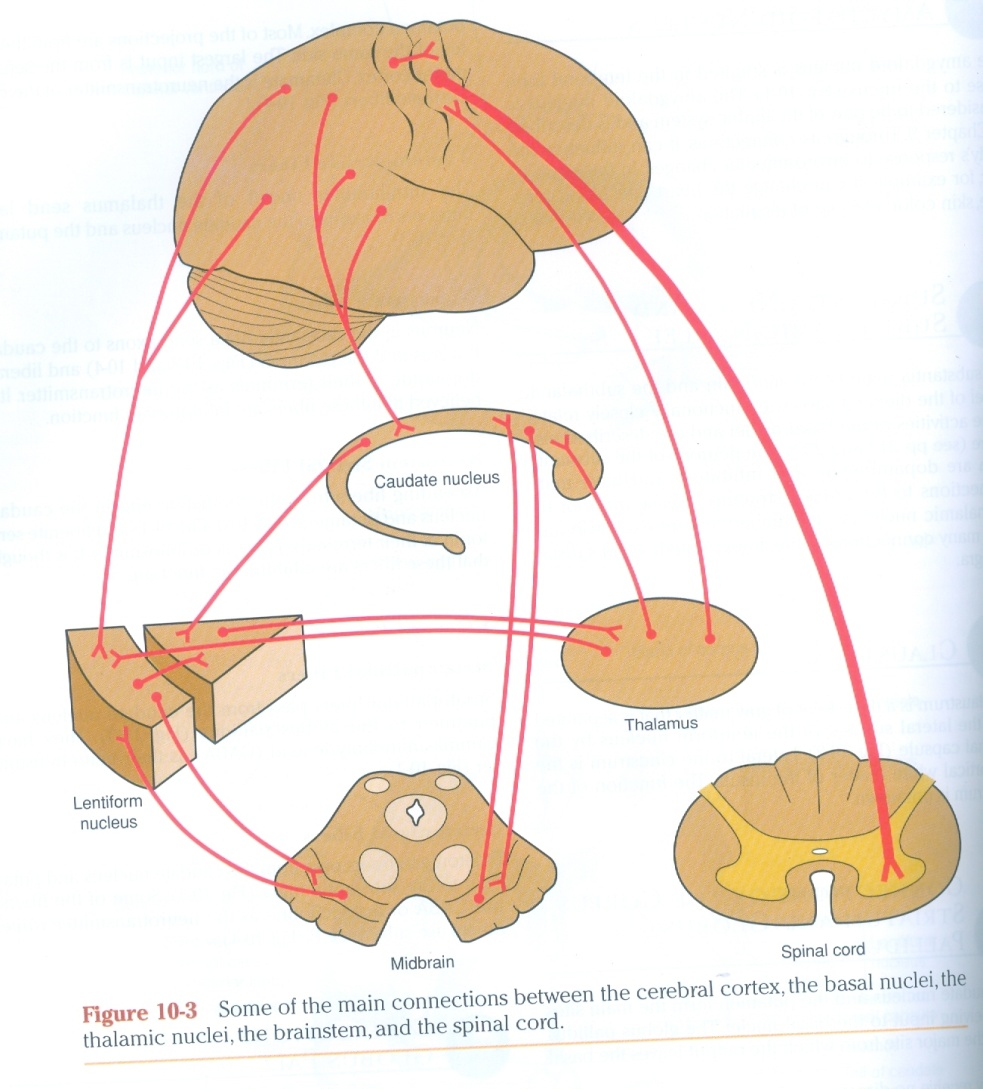 Caudate nucleus
Thalamus
Lentiform
nucleus
Midbrain
Spinal cord
Figure 10-3 Some of the main connections between the cerebral cortex, the basal nuclei, the
thalamic nuclei, the brainstem, and the spinal cord.